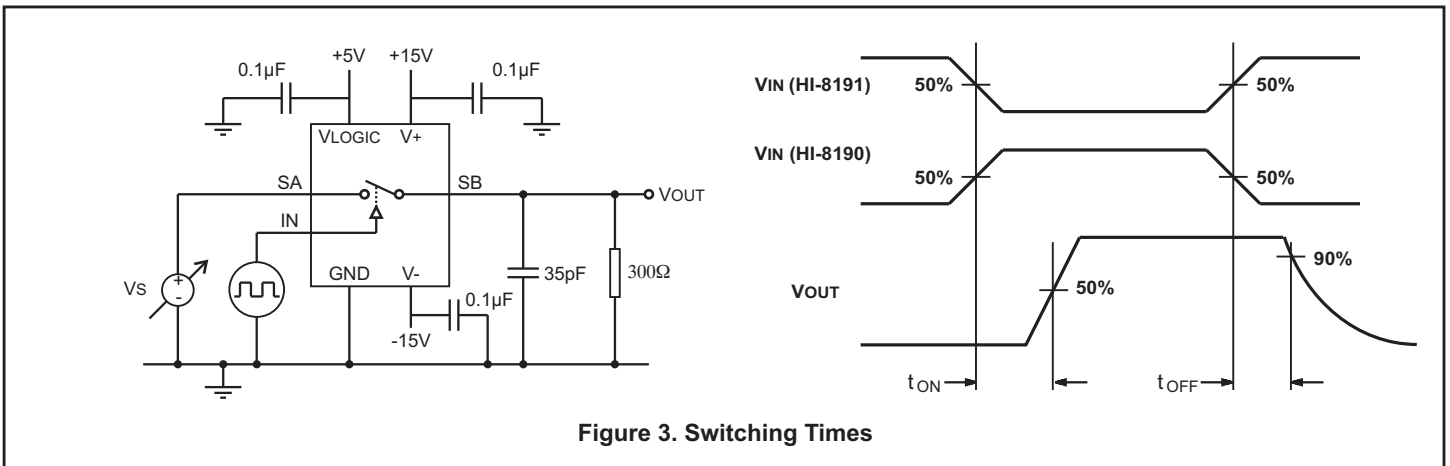 +5V +15V
0.1µF 0.1µF
VLOGIC V+
SA SB
VOUT
IN
GND V-
VS
+
-
35pF 300Ω
0.1µF
-15V
VIN (HI-8191) 50% 50%
VIN (HI-8190)
50% 50%
90%
VOUT 50%
tON tOFF
Figure 3. Switching Times